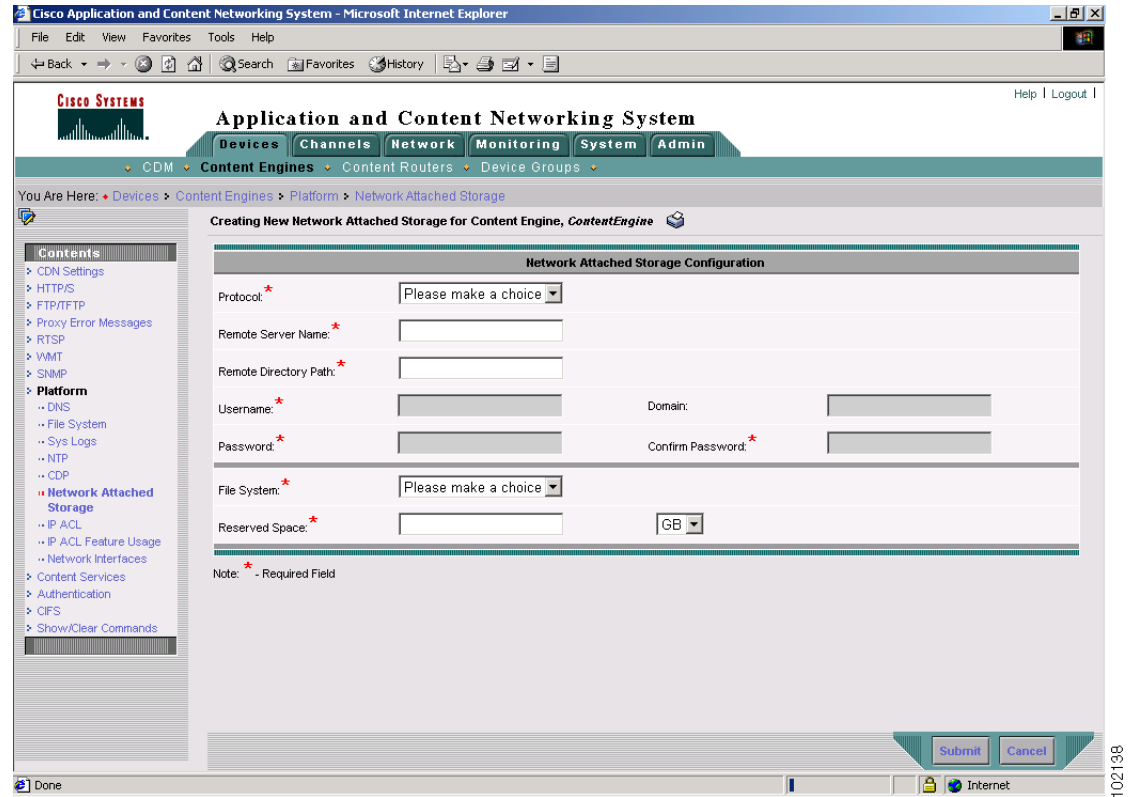 Cisco Application and Content Networking System - Microsoft Internet Explorer
File Edit View Favorites Tools Help
Back Search Favorites History
CISCO SYSTEMS
Help | Logout |
Application and Content Networking System
Devices Channels Network Monitoring System Admin
CDM Content Engines Content Routers Device Groups
You Are Here: Devices Content Engines Platform Network Attached Storage
Creating New Network Attached Storage for Content Engine, ContentEngine
Contents
CDN Settings
HTTP/S
FTP/TFTP
Proxy Error Messages
RTSP
WMT
SNMP
Platform
DNS
File System
Sys Logs
NTP
CDP
Network Attached
Storage
IP ACL
IP ACL Feature Usage
Network Interfaces
Content Services
Authentication
CIFS
Show/Clear Commands
Network Attached Storage Configuration
Protocol:* Please make a choice
Remote Server Name:*
Remote Directory Path:*
Username:* Domain:
Password:* Confirm Password:*
File System:* Please make a choice
Reserved Space:* GB
Note: * - Required Field
Submit Cancel
Done Internet
102138